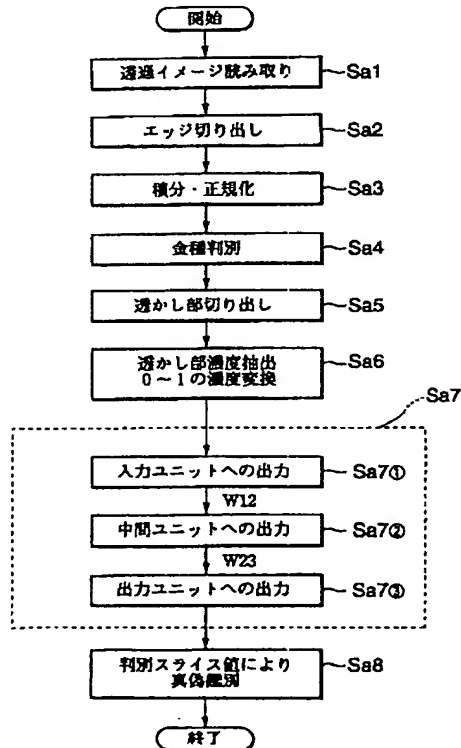 開始
透過イメージ読み取り
Sa1
エッジ切り出し
Sa2
積分・正規化
Sa3
金種判別
Sa4
透かし部切り出し
Sa5
透かし部濃度抽出
0～1の濃度変換
Sa6
Sa7
入力ユニットへの出力
Sa7①
W12
中間ユニットへの出力
Sa7②
W23
出力ユニットへの出力
Sa7③
判別スライス値により
真偽鑑別
Sa8
終了